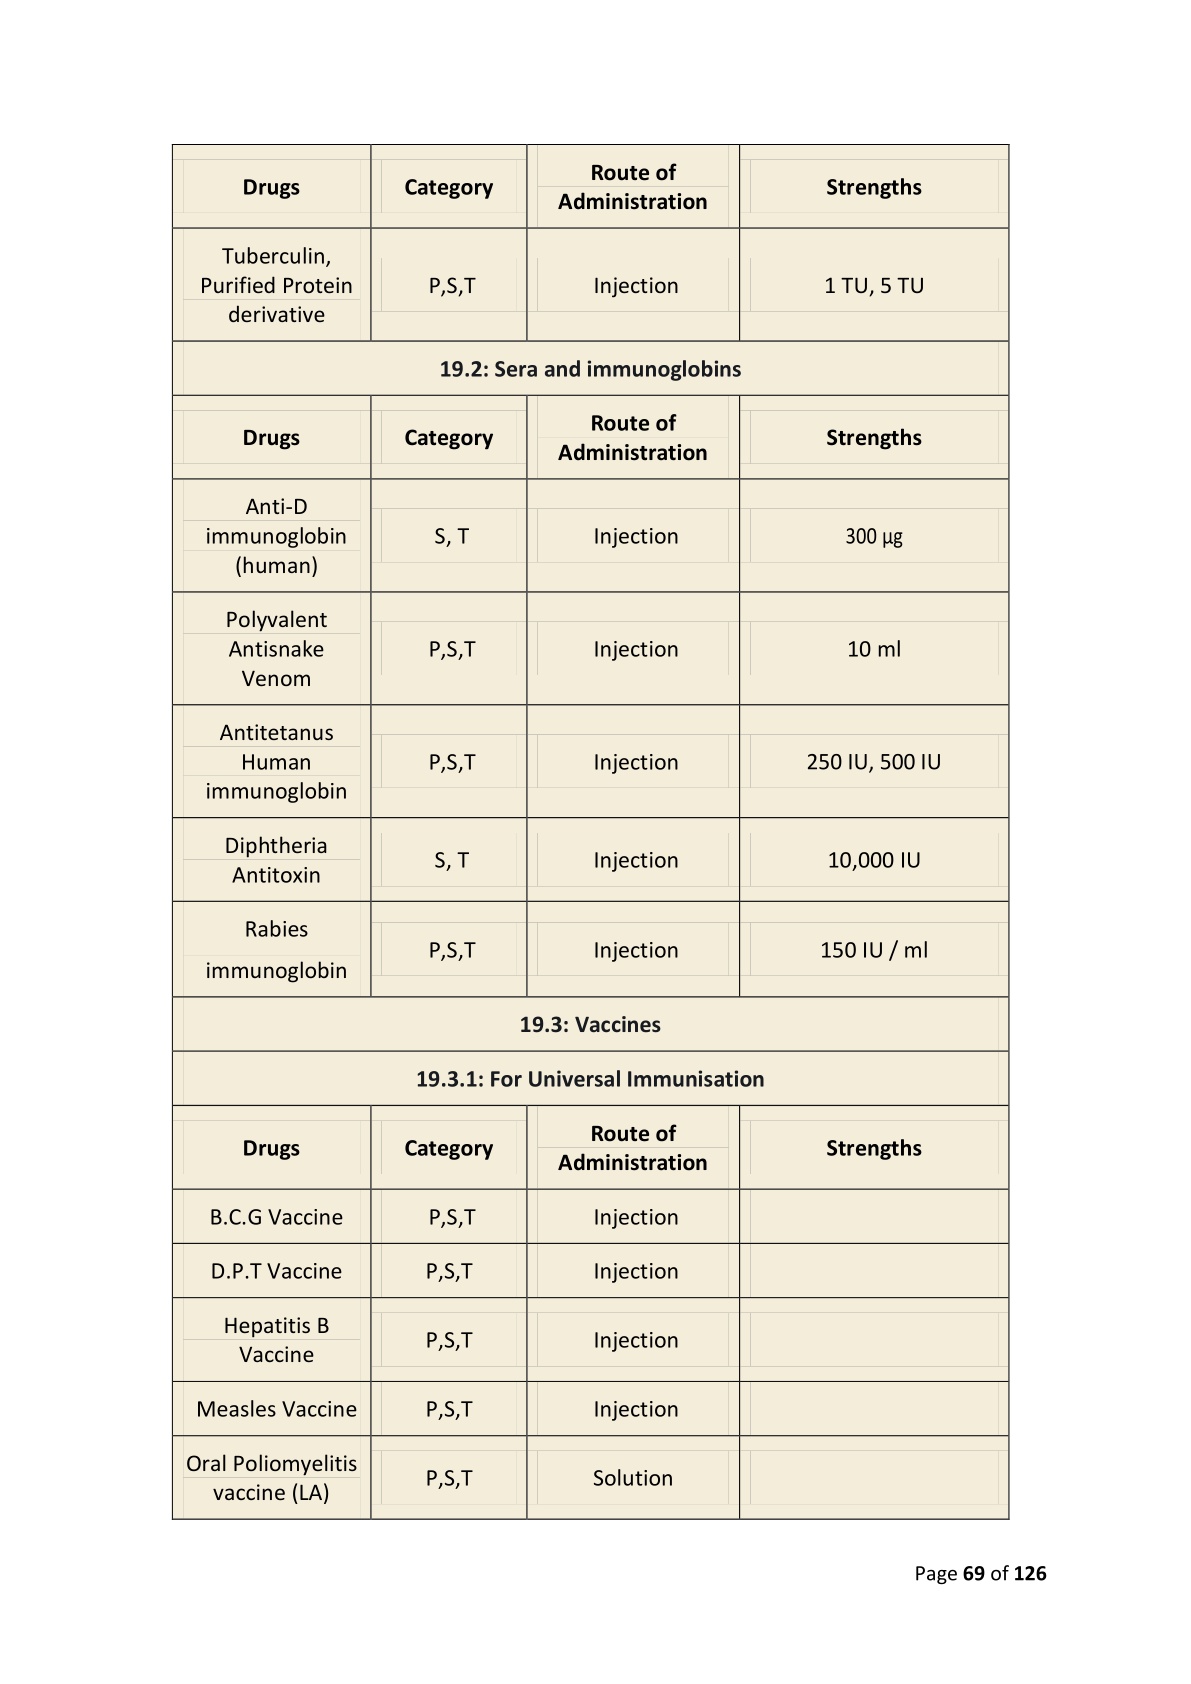 Drugs Category Route of Administration Strengths
Tuberculin,
Purified Protein
derivative
P,S,T Injection 1 TU, 5 TU
19.2: Sera and immunoglobins
Drugs Category Route of Administration Strengths
Anti-D
immunoglobin
(human)
S, T Injection 300 µg
Polyvalent
Antisnake
Venom
P,S,T Injection 10 ml
Antitetanus
Human
immunoglobin
P,S,T Injection 250 IU, 500 IU
Diphtheria
Antitoxin
S, T Injection 10,000 IU
Rabies
immunoglobin
P,S,T Injection 150 IU / ml
19.3: Vaccines
19.3.1: For Universal Immunisation
Drugs Category Route of Administration Strengths
B.C.G Vaccine P,S,T Injection
D.P.T Vaccine P,S,T Injection
Hepatitis B
Vaccine
P,S,T Injection
Measles Vaccine P,S,T Injection
Oral Poliomyelitis
vaccine (LA)
P,S,T Solution
Page 69 of 126